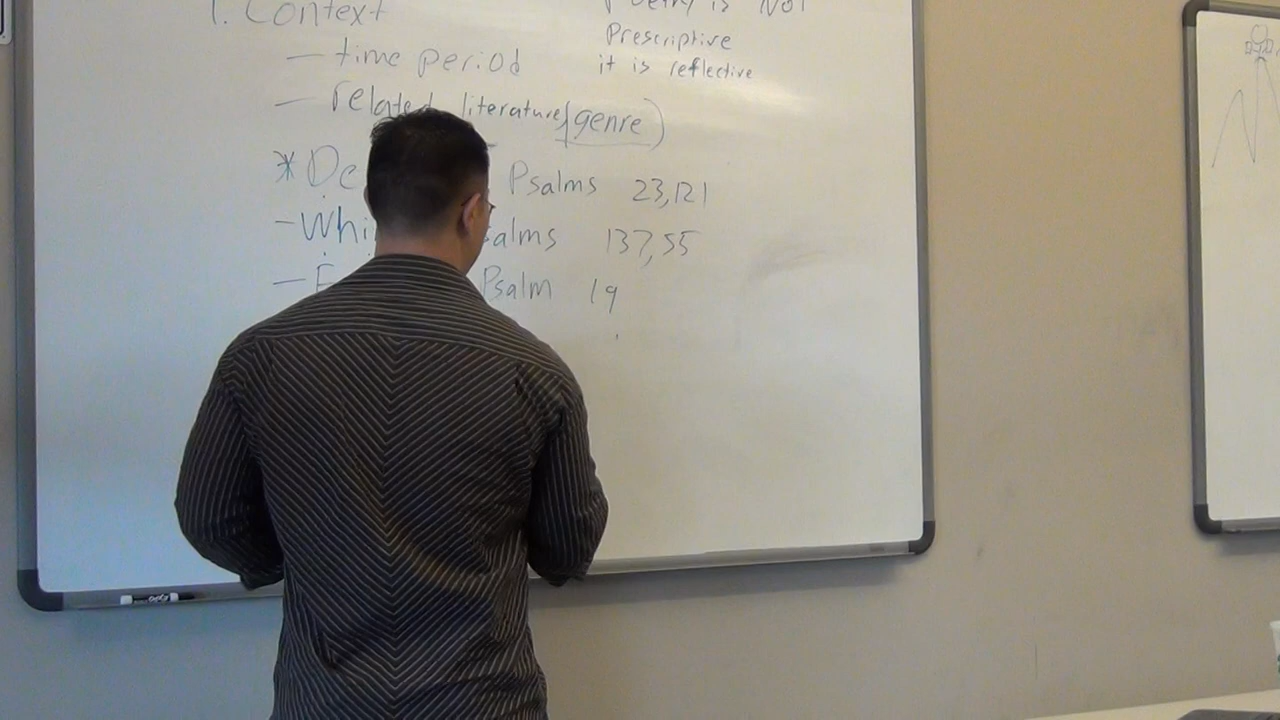 1. Context
Poetry is Not
Prescriptive
it is reflective
— time period
— related literature (genre)
* De Psalms 23, 121
- Whi alms 137, 55
— Psalm 19